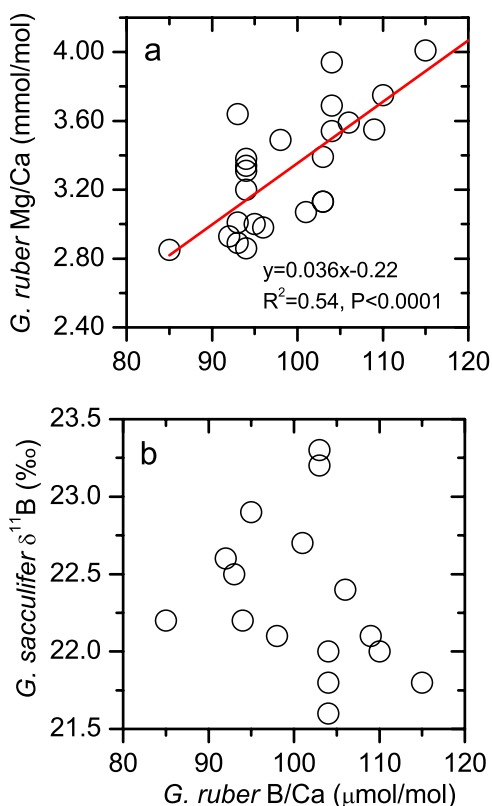 a
G. ruber Mg/Ca (mmol/mol)
4.00
3.60
3.20
2.80
2.40
y=0.036x-0.22
R²=0.54, P<0.0001
80 90 100 110 120
b
G. sacculifer δ¹¹B (‰)
23.5
23.0
22.5
22.0
21.5
80 90 100 110 120
G. ruber B/Ca (μmol/mol)